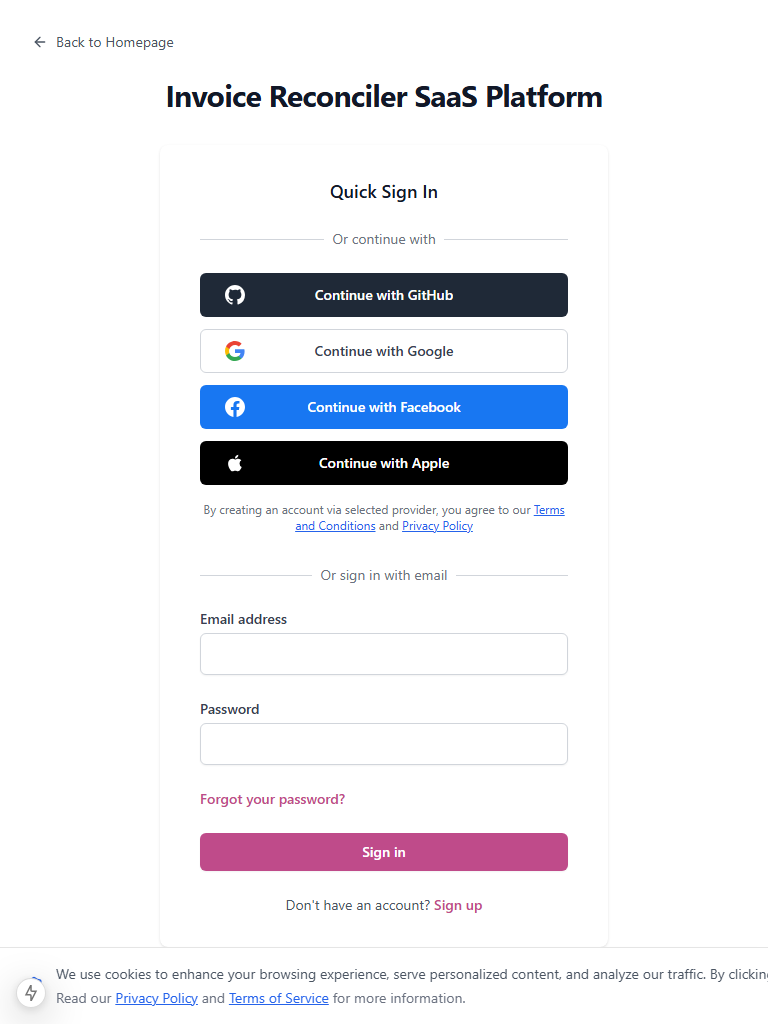 Back to Homepage
Invoice Reconciler SaaS Platform
Quick Sign In
Or continue with
Continue with GitHub
Continue with Google
Continue with Facebook
Continue with Apple
By creating an account via selected provider, you agree to our Terms
and Conditions and Privacy Policy
Or sign in with email
Email address
Password
Forgot your password?
Sign in
Don't have an account? Sign up
We use cookies to enhance your browsing experience, serve personalized content, and analyze our traffic. By
Read our Privacy Policy and Terms of Service for more information.